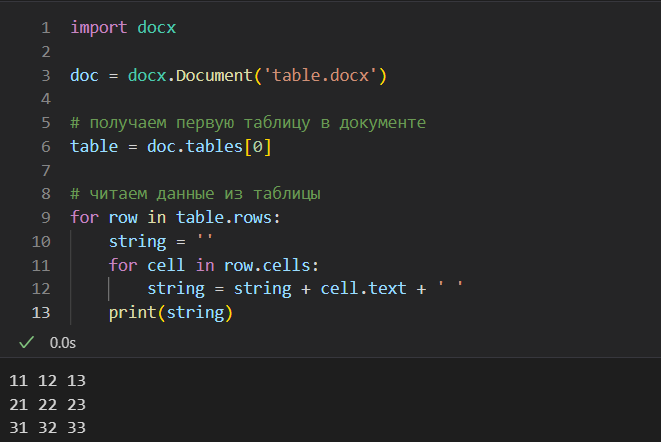 1 import docx
2
3 doc = docx.Document('table.docx')
4
5 # получаем первую таблицу в документе
6 table = doc.tables[0]
7
8 # читаем данные из таблицы
9 for row in table.rows:
10     string = ''
11     for cell in row.cells:
12         string = string + cell.text + ' '
13     print(string)
0.0s
11 12 13
21 22 23
31 32 33